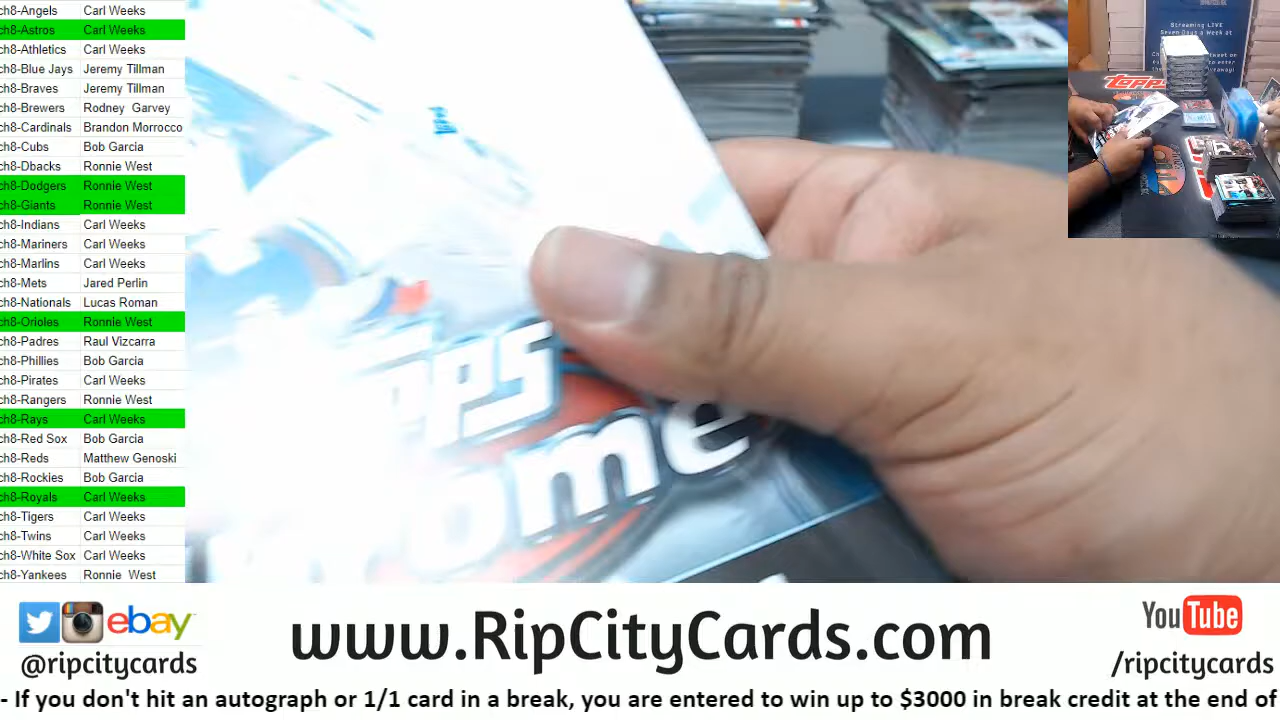 ch8-Angels Carl Weeks
ch8-Astros Carl Weeks
ch8-Athletics Carl Weeks
ch8-Blue Jays Jeremy Tillman
ch8-Braves Jeremy Tillman
ch8-Brewers Rodney Garvey
ch8-Cardinals Brandon Morrocco
ch8-Cubs Bob Garcia
ch8-Dbacks Ronnie West
ch8-Dodgers Ronnie West
ch8-Giants Ronnie West
ch8-Indians Carl Weeks
ch8-Mariners Carl Weeks
ch8-Marlins Carl Weeks
ch8-Mets Jared Perlin
ch8-Nationals Lucas Roman
ch8-Orioles Ronnie West
ch8-Padres Raul Vizcarra
ch8-Phillies Bob Garcia
ch8-Pirates Carl Weeks
ch8-Rangers Ronnie West
ch8-Rays Carl Weeks
ch8-Red Sox Bob Garcia
ch8-Reds Matthew Genoski
ch8-Rockies Bob Garcia
ch8-Royals Carl Weeks
ch8-Tigers Carl Weeks
ch8-Twins Carl Weeks
ch8-White Sox Carl Weeks
ch8-Yankees Ronnie West
Streaming LIVE
Seven Days a Week at
Topps
pps
rome
ebay
@ripcitycards
www.RipCityCards.com
YouTube
/ripcitycards
- If you don't hit an autograph or 1/1 card in a break, you are entered to win up to $3000 in break credit at the end of